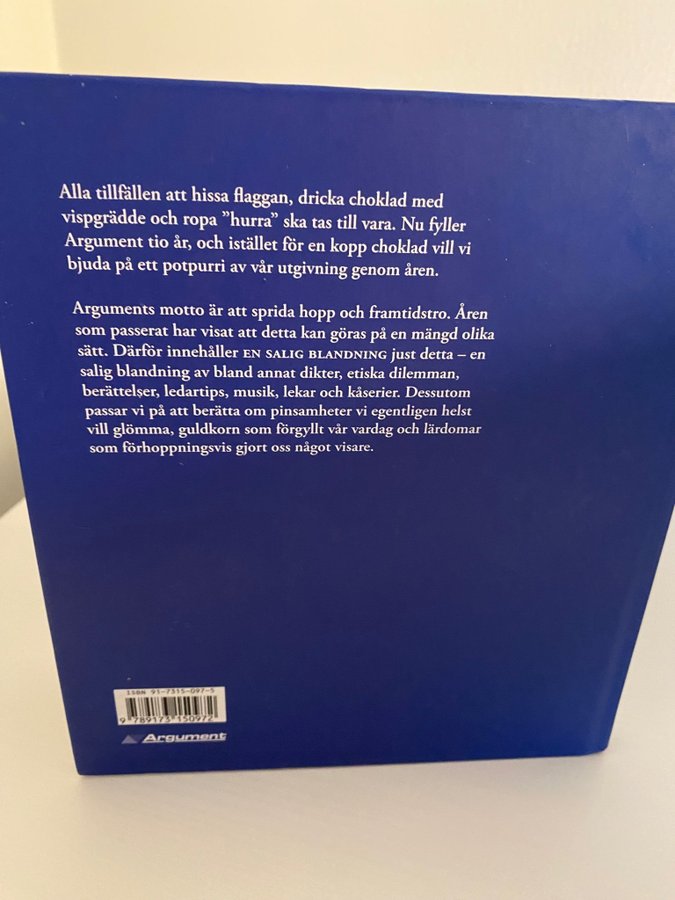 Alla tillfällen att hissa flaggan, dricka choklad med
vispgrädde och ropa ”hurra” ska tas till vara. Nu fyller
Argument tio år, och istället för en kopp choklad vill vi
bjuda på ett potpurri av vår utgivning genom åren.
Arguments motto är att sprida hopp och framtidstro. Åren
som passerat har visat att detta kan göras på en mängd olika
sätt. Därför innehåller EN SALIG BLANDNING just detta – en
salig blandning av bland annat dikter, etiska dilemman,
berättelser, ledartips, musik, lekar och kåserier. Dessutom
passar vi på att berätta om pinsamheter vi egentligen helst
vill glömma, guldkorn som förgyllt vår vardag och lärdomar
som förhoppningsvis gjort oss något visare.
ISBN 91-7315-097-5
9 789173 150972
Argument